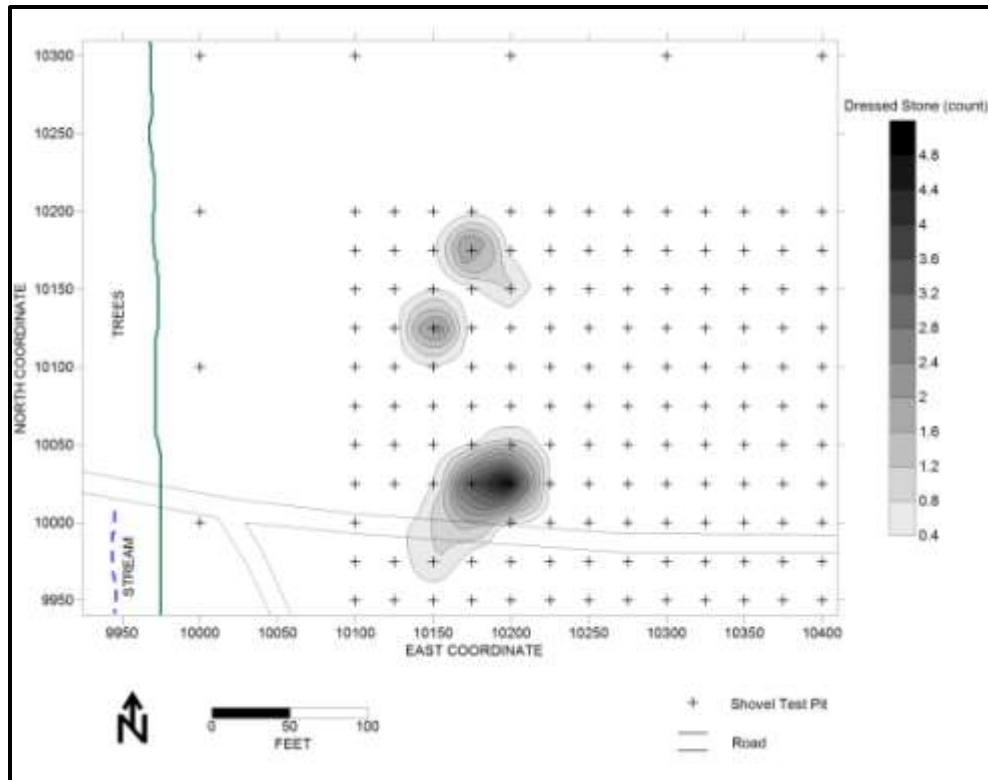 10300
10250
10200
10150
10100
10050
10000
9950
NORTH COORDINATE
TREES
STREAM
9950 10000 10050 10100 10150 10200 10250 10300 10350 10400
EAST COORDINATE
Dressed Stone (count)
4.8
4.4
4
3.6
3.2
2.8
2.4
2
1.6
1.2
0.8
0.4
N
0 50 100
FEET
Shovel Test Pit
Road